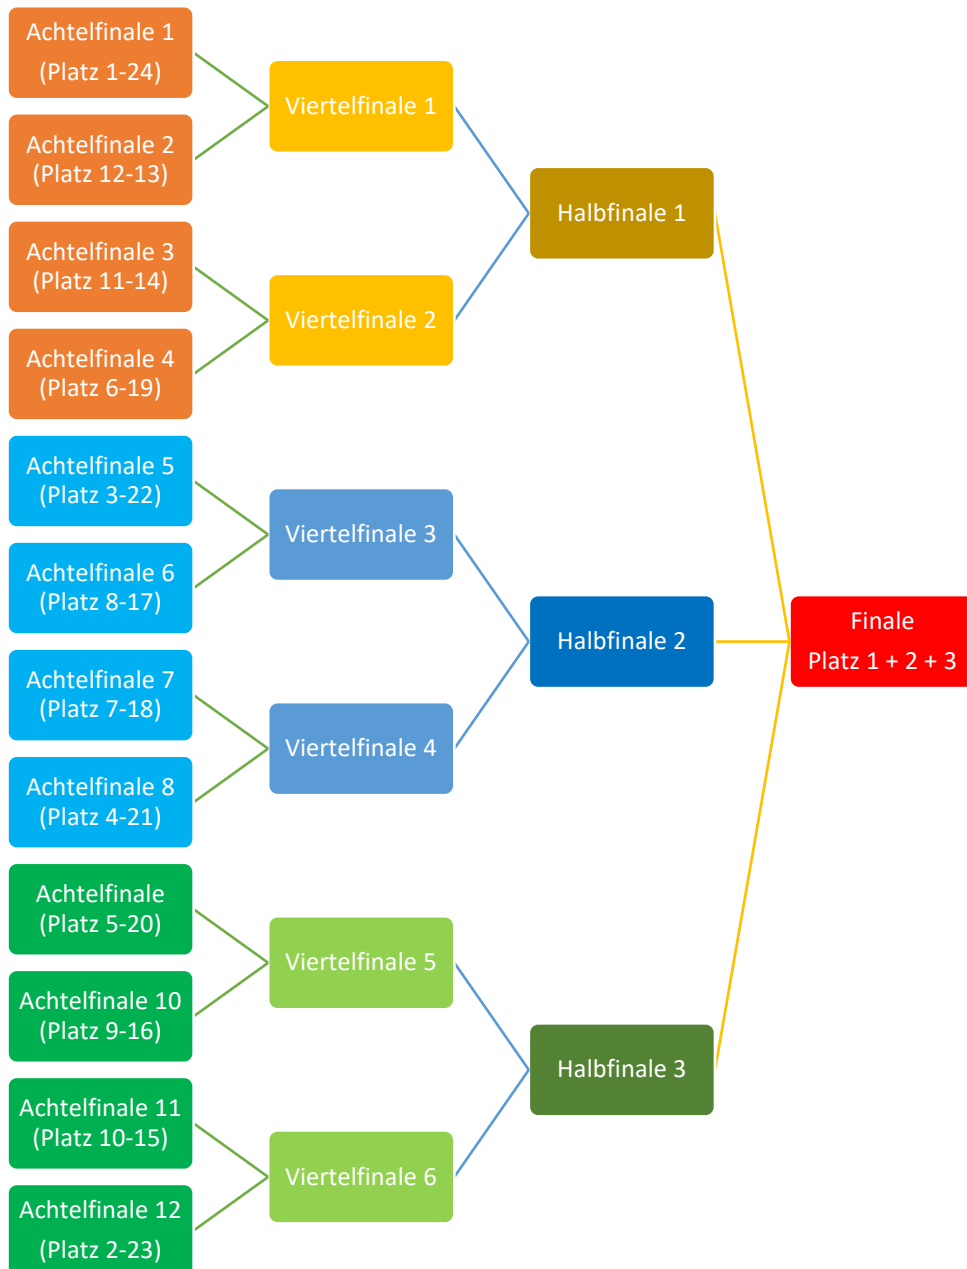 Achtelfinale 1
(Platz 1-24)
Achtelfinale 2
(Platz 12-13)
Achtelfinale 3
(Platz 11-14)
Achtelfinale 4
(Platz 6-19)
Achtelfinale 5
(Platz 3-22)
Achtelfinale 6
(Platz 8-17)
Achtelfinale 7
(Platz 7-18)
Achtelfinale 8
(Platz 4-21)
Achtelfinale
(Platz 5-20)
Achtelfinale 10
(Platz 9-16)
Achtelfinale 11
(Platz 10-15)
Achtelfinale 12
(Platz 2-23)
Viertelfinale 1
Viertelfinale 2
Viertelfinale 3
Viertelfinale 4
Viertelfinale 5
Viertelfinale 6
Halbfinale 1
Halbfinale 2
Halbfinale 3
Finale
Platz 1 + 2 + 3